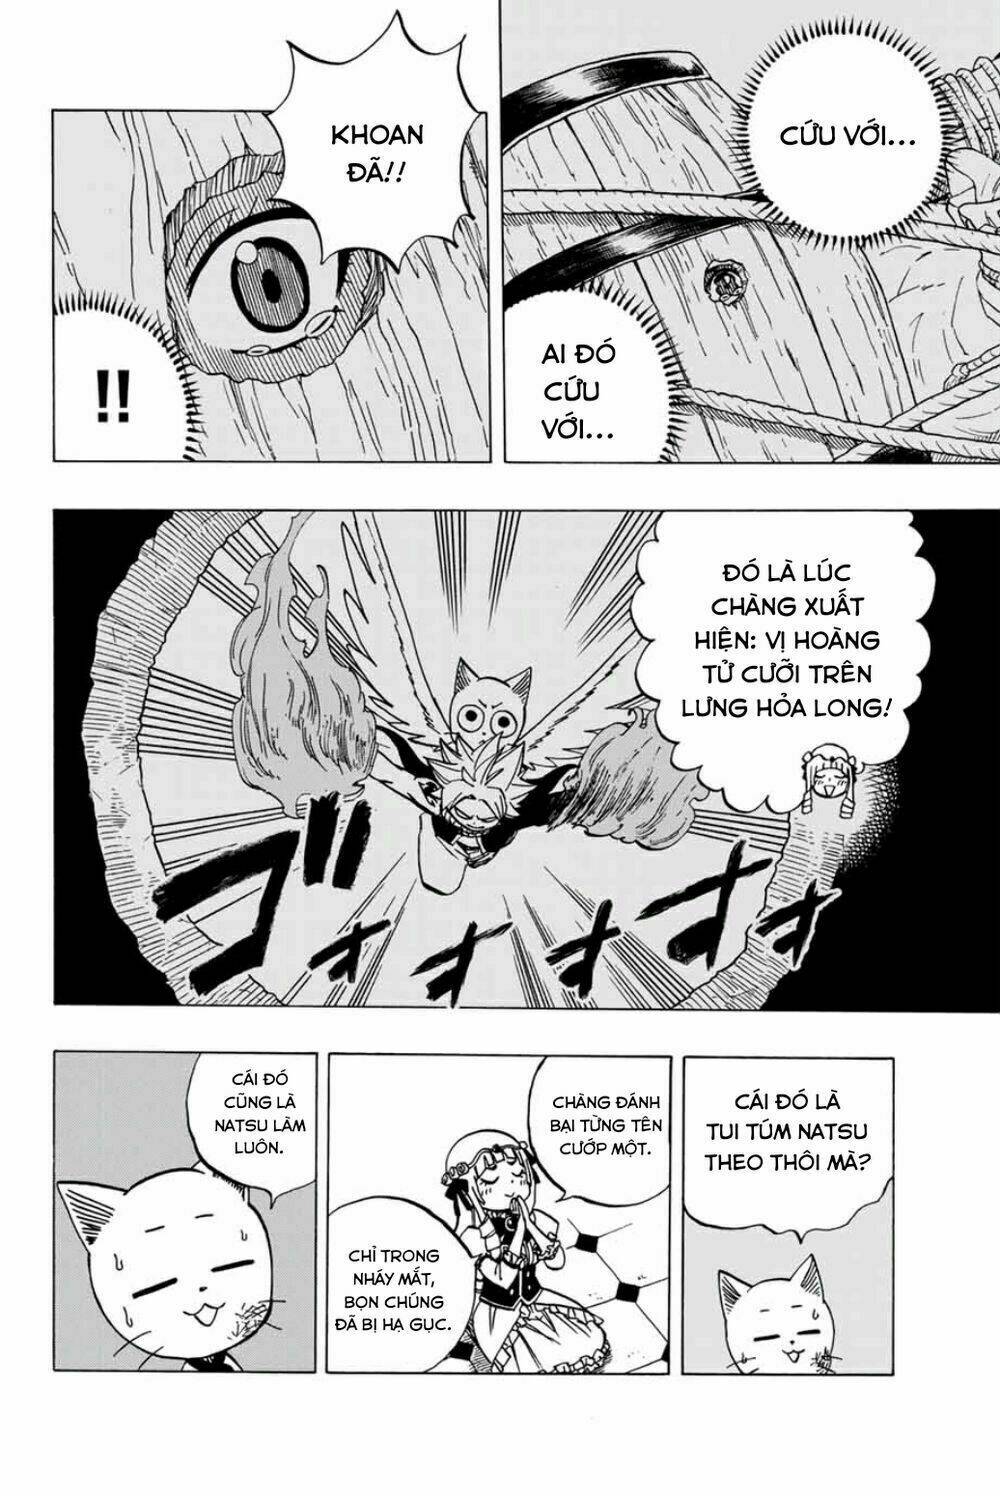 CỨU VỚI...
AI ĐÓ
CỨU
VỚI...
KHOAN
ĐÃ!!
!!
ĐÓ LÀ LÚC
CHÀNG XUẤT
HIỆN: VỊ HOÀNG
TỬ CƯỠI TRÊN
LƯNG HỎA LONG!
ゴォォォォォ
CÁI ĐÓ LÀ
TUI TÚM NATSU
THEO THÔI MÀ?
CHÀNG ĐÁNH
BẠI TỪNG TÊN
CƯỚP MỘT.
CHỈ TRONG
NHÁY MẮT,
BỌN CHÚNG
ĐÃ BỊ HẠ GỤC.
CÁI ĐÓ
CŨNG LÀ
NATSU LÀM
LUÔN.